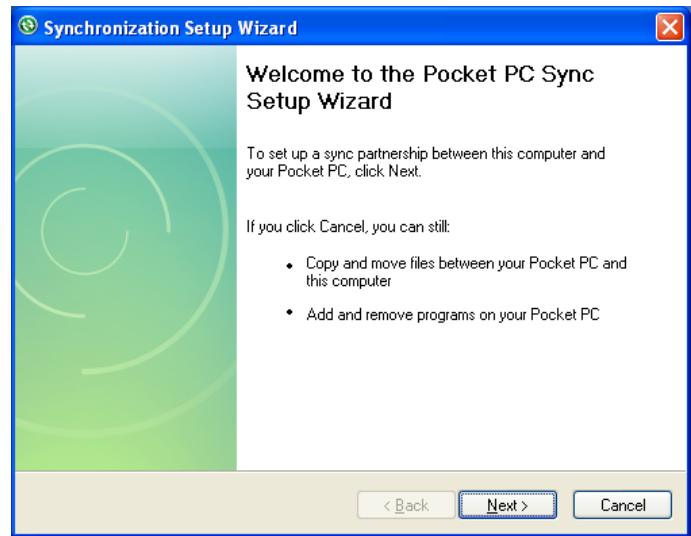 Synchronization Setup Wizard
Welcome to the Pocket PC Sync
Setup Wizard
To set up a sync partnership between this computer and
your Pocket PC, click Next.
If you click Cancel, you can still:
• Copy and move files between your Pocket PC and
this computer
• Add and remove programs on your Pocket PC
< Back Next > Cancel